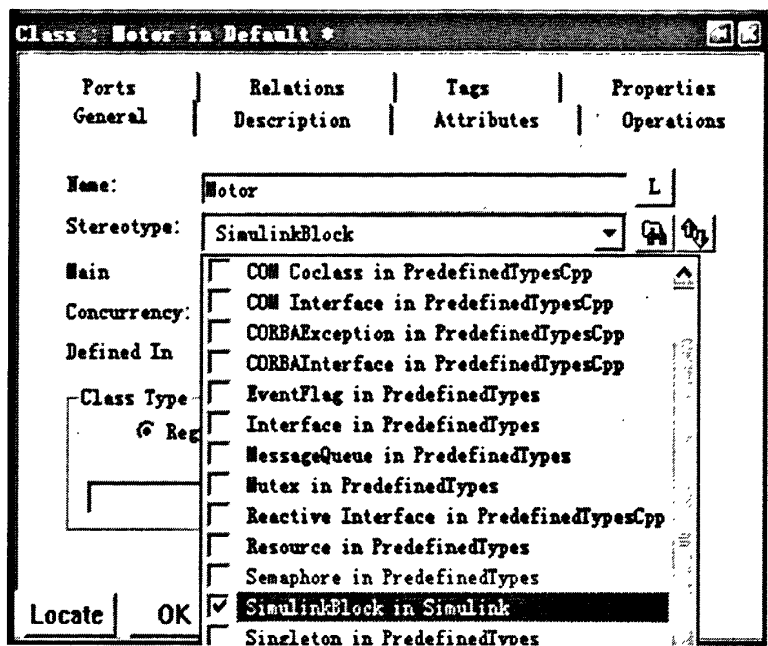 Class : Motor in Default *
Ports Relations Tags Properties
General Description Attributes Operations
Name: Motor L
Stereotype: SimulinkBlock
Main
Concurrency:
Defined In
Class Type
Reg
COM Coclass in PredefinedTypesCpp
COM Interface in PredefinedTypesCpp
CORBAException in PredefinedTypesCpp
CORBAInterface in PredefinedTypesCpp
EventFlag in PredefinedTypes
Interface in PredefinedTypes
MessageQueue in PredefinedTypes
Mutex in PredefinedTypes
Reactive Interface in PredefinedTypesCpp
Resource in PredefinedTypes
Semaphore in PredefinedTypes
SimulinkBlock in Simulink
Singleton in PredefinedTypes
Locate OK